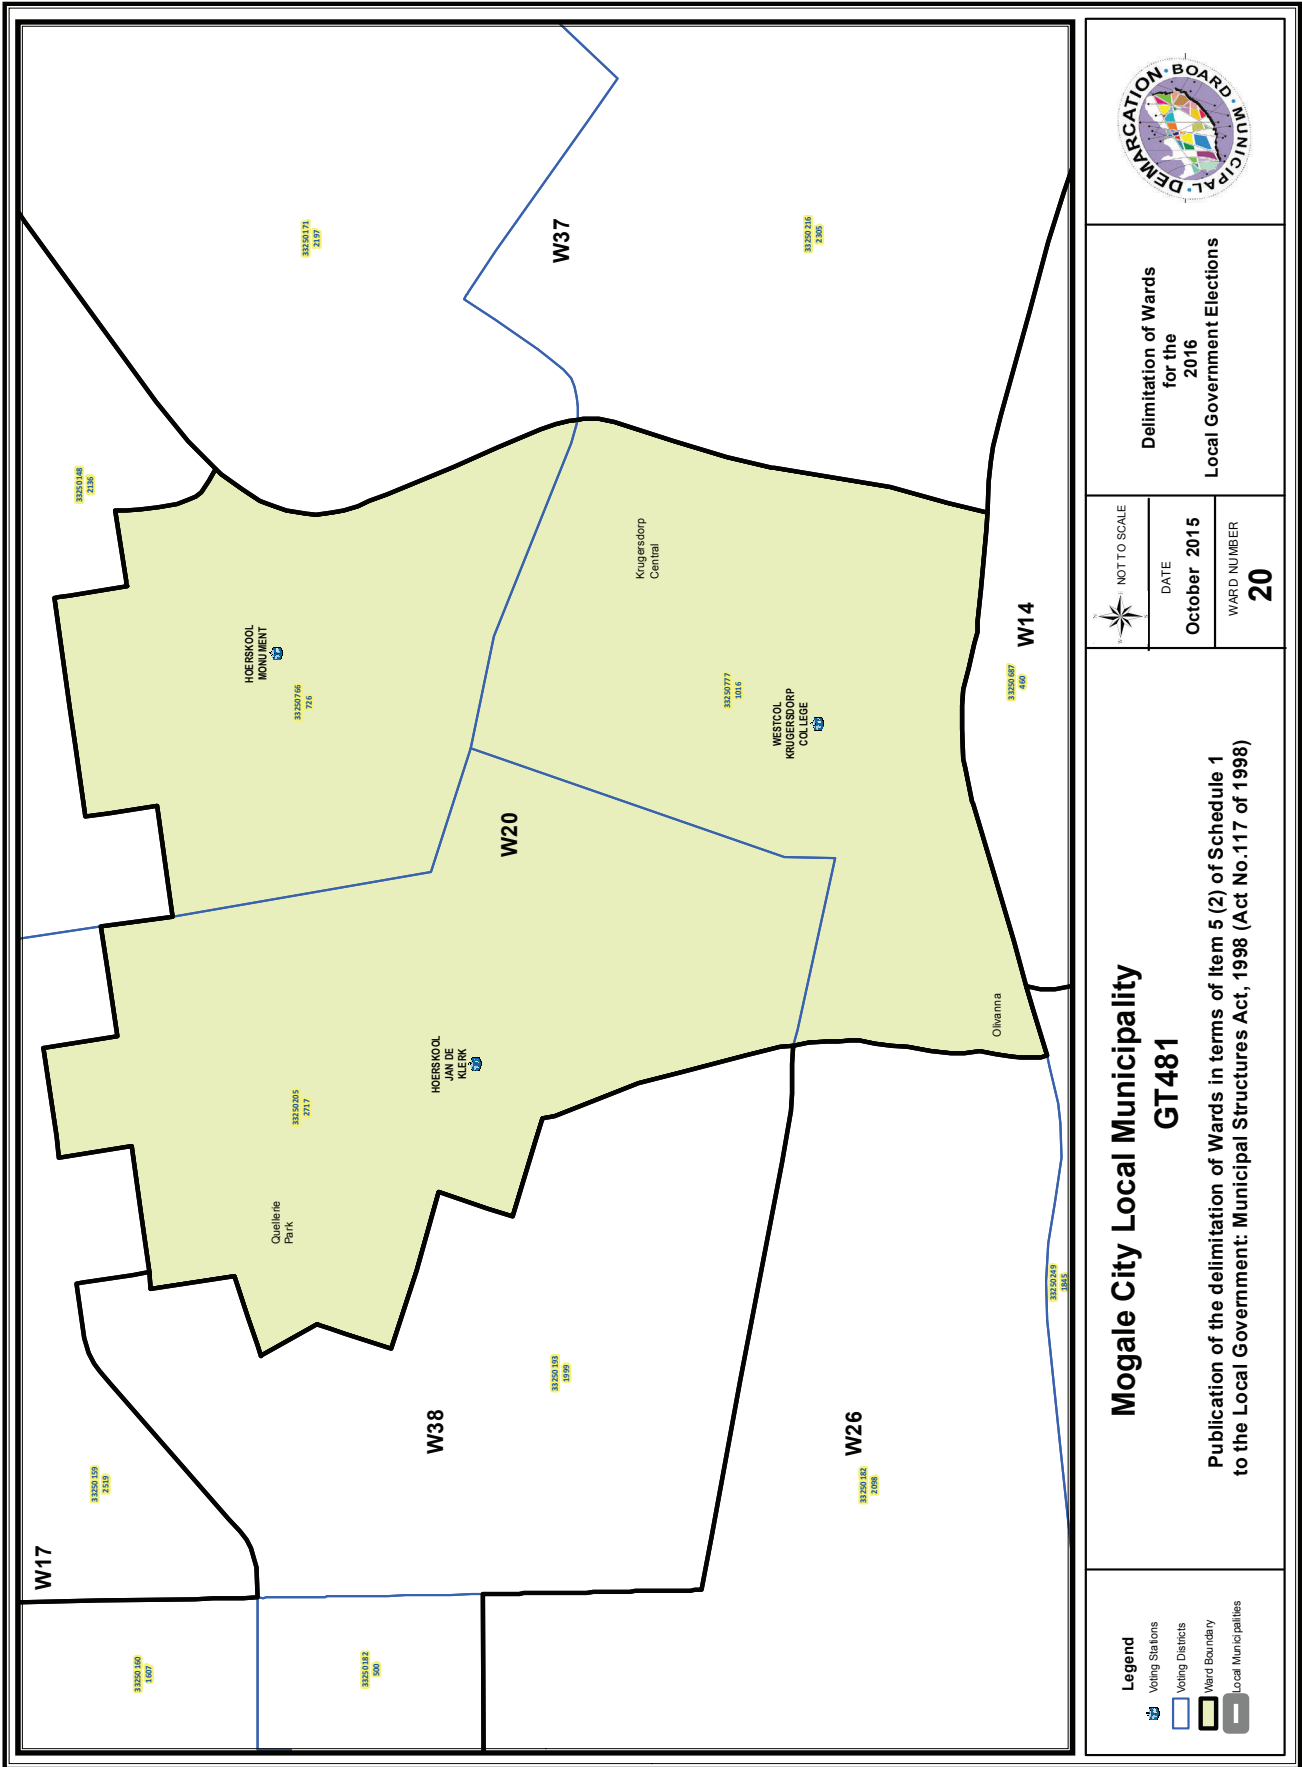 W17
33250159
2519
33250160
1607
33250182
500
W38
33250193
1999
W26
33250182
2098
33250249
1845
Quellerie
Park
33250205
2717
HOERSKOOL
JAN DE
KLERK
Olivanna
W20
HOERSKOOL
MONUMENT
33250766
726
33250777
1016
WESTCOL
KRUGERSDORP
COLLEGE
Krugersdorp
Central
W14
33250687
460
33250148
2136
33250171
2197
W37
33250216
2305
Legend
Voting Stations
Voting Districts
Ward Boundary
Local Municipalities
Mogale City Local Municipality
GT481
Publication of the delimitation of Wards in terms of Item 5 (2) of Schedule 1
to the Local Government: Municipal Structures Act, 1998 (Act No.117 of 1998)
NOT TO SCALE
DATE
October 2015
WARD NUMBER
20
Delimitation of Wards
for the
2016
Local Government Elections
MUNICIPAL · DEMARCATION · BOARD